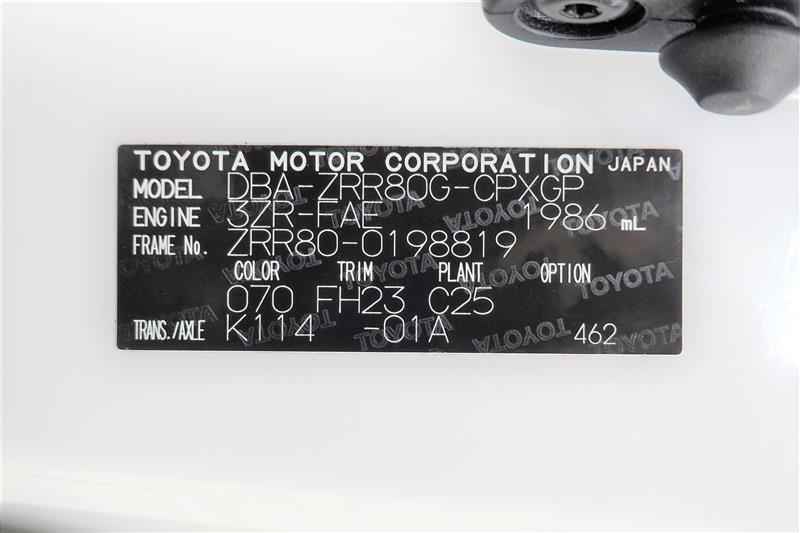 TOYOTA MOTOR CORPORATION JAPAN
MODEL DBA-ZRR80G-CPXGP
ENGINE 3ZR-FAE 1986 mL
FRAME No. ZRR80-0198819
COLOR TRIM PLANT OPTION
070 FH23 C25
TRANS./AXLE K114 -01A 462